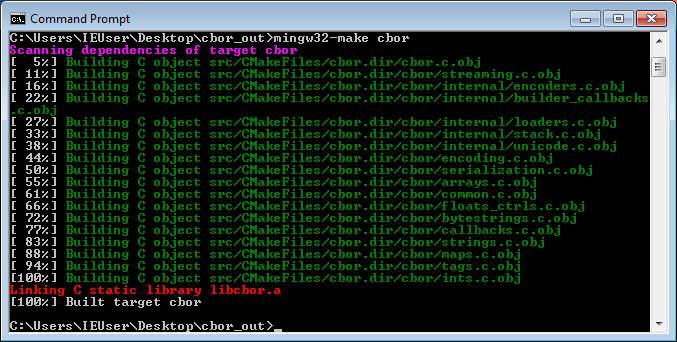 Command Prompt
C:\Users\IEUser\Desktop\cbor_out>mingw32-make cbor
Scanning dependencies of target cbor
[  5%] Building C object src/CMakeFiles/cbor.dir/cbor.c.obj
[ 11%] Building C object src/CMakeFiles/cbor.dir/cbor/streaming.c.obj
[ 16%] Building C object src/CMakeFiles/cbor.dir/cbor/internal/encoders.c.obj
[ 22%] Building C object src/CMakeFiles/cbor.dir/cbor/internal/builder_callbacks
.c.obj
[ 27%] Building C object src/CMakeFiles/cbor.dir/cbor/internal/loaders.c.obj
[ 33%] Building C object src/CMakeFiles/cbor.dir/cbor/internal/stack.c.obj
[ 38%] Building C object src/CMakeFiles/cbor.dir/cbor/internal/unicode.c.obj
[ 44%] Building C object src/CMakeFiles/cbor.dir/cbor/encoding.c.obj
[ 50%] Building C object src/CMakeFiles/cbor.dir/cbor/serialization.c.obj
[ 55%] Building C object src/CMakeFiles/cbor.dir/cbor/arrays.c.obj
[ 61%] Building C object src/CMakeFiles/cbor.dir/cbor/common.c.obj
[ 66%] Building C object src/CMakeFiles/cbor.dir/cbor/floats_ctrls.c.obj
[ 72%] Building C object src/CMakeFiles/cbor.dir/cbor/bytestrings.c.obj
[ 77%] Building C object src/CMakeFiles/cbor.dir/cbor/callbacks.c.obj
[ 83%] Building C object src/CMakeFiles/cbor.dir/cbor/strings.c.obj
[ 88%] Building C object src/CMakeFiles/cbor.dir/cbor/maps.c.obj
[ 94%] Building C object src/CMakeFiles/cbor.dir/cbor/tags.c.obj
[100%] Building C object src/CMakeFiles/cbor.dir/cbor/ints.c.obj
Linking C static library libcbor.a
[100%] Built target cbor
C:\Users\IEUser\Desktop\cbor_out>_